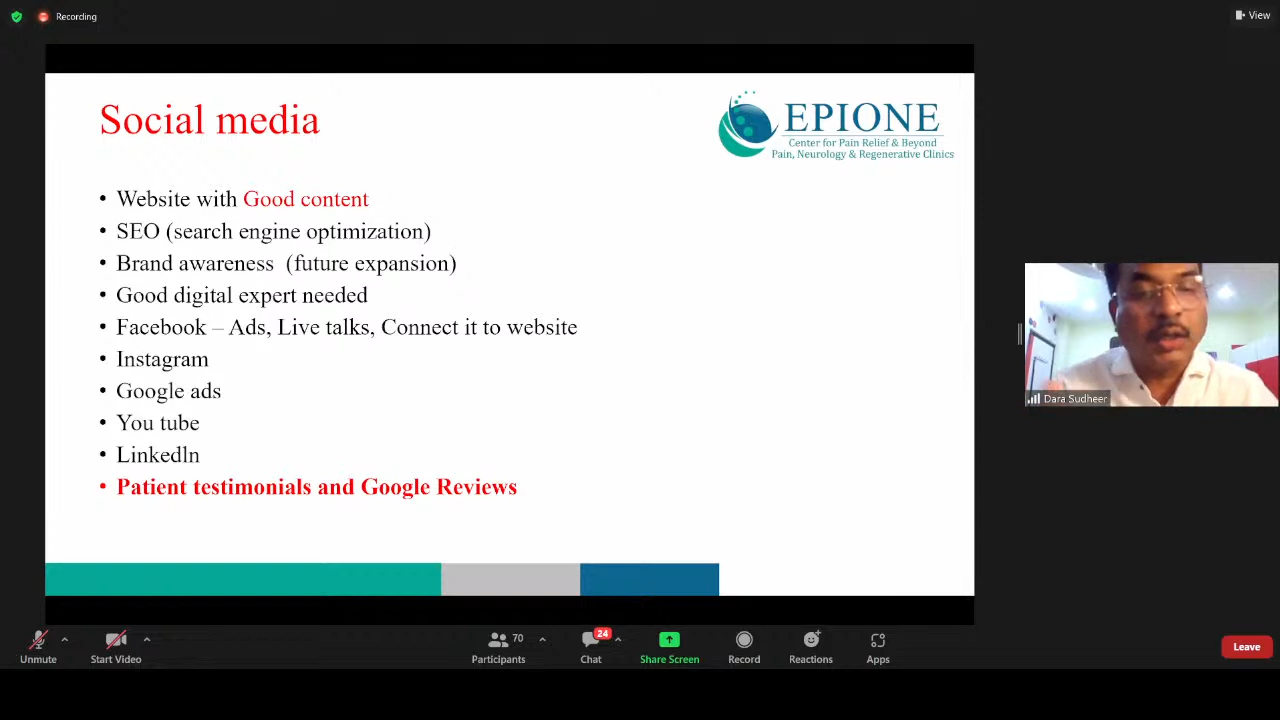 Recording
View
Social media
EPIONE
Center for Pain Relief & Beyond
Pain, Neurology & Regenerative Clinics
• Website with Good content
• SEO (search engine optimization)
• Brand awareness  (future expansion)
• Good digital expert needed
• Facebook – Ads, Live talks, Connect it to website
• Instagram
• Google ads
• You tube
• Linkedln
• Patient testimonials and Google Reviews
Dara Sudheer
Unmute
Start Video
70
Participants
24
Chat
Share Screen
Record
Reactions
Apps
Leave